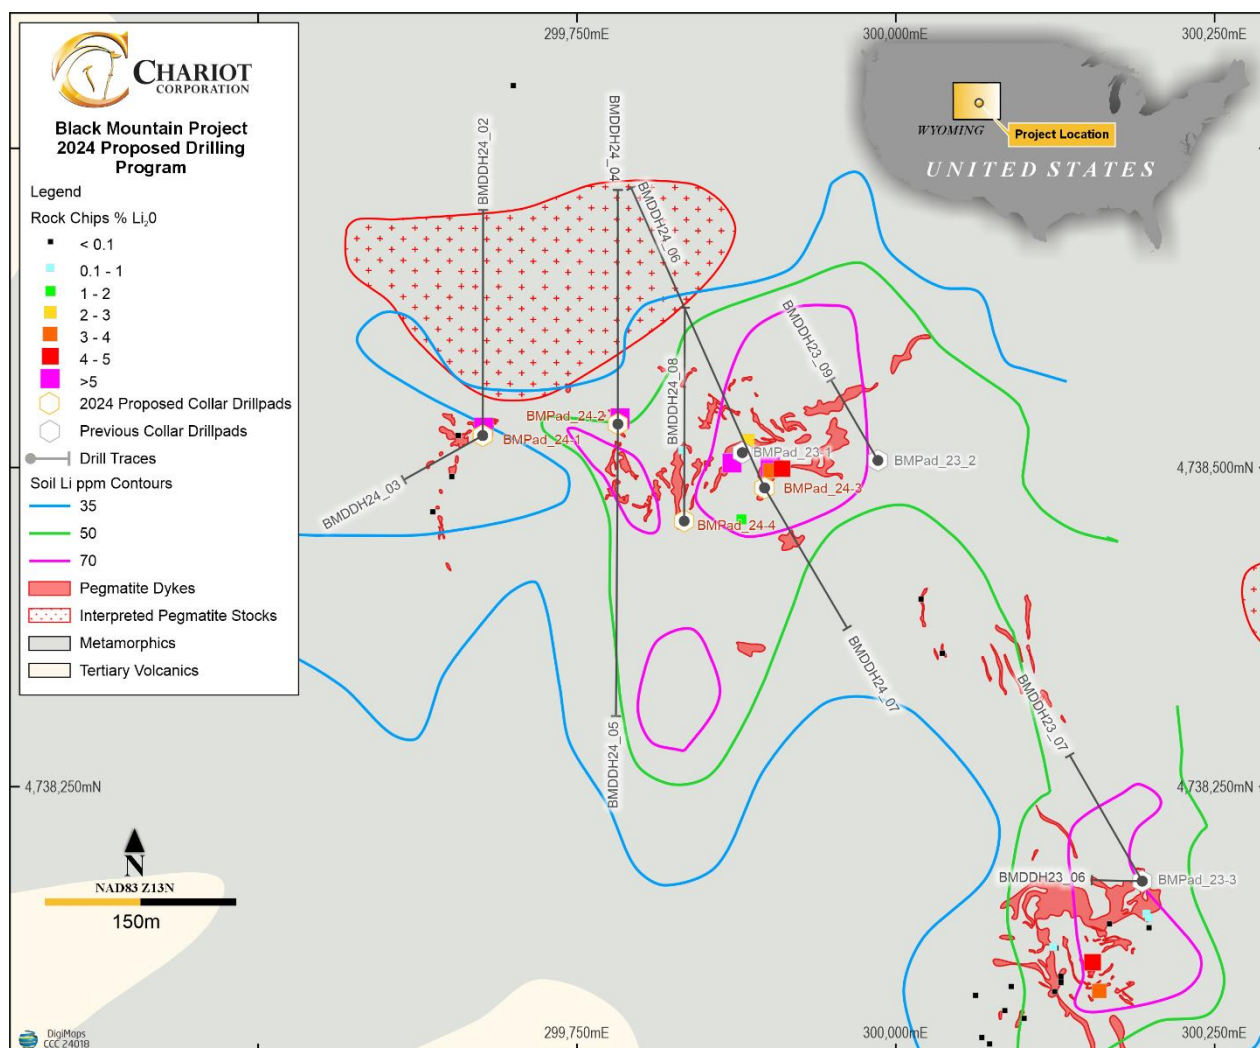 CHARIOT
CORPORATION
Black Mountain Project
2024 Proposed Drilling
Program
Legend
Rock Chips % Li₂0
< 0.1
0.1 - 1
1 - 2
2 - 3
3 - 4
4 - 5
>5
2024 Proposed Collar Drillpads
Previous Collar Drillpads
Drill Traces
Soil Li ppm Contours
35
50
70
Pegmatite Dykes
Interpreted Pegmatite Stocks
Metamorphics
Tertiary Volcanics
299,750mE
300,000mE
300,250mE
WYOMING
Project Location
UNITED STATES
BMDDH24_02
BMDDH24_04
BMDDH24_06
BMDDH24_08
BMDDH23_09
BMPad_24-2
BMPad_24-1
BMPad_23-1
BMPad_23_2
4,738,500mN
BMDDH24_03
BMPad_24-3
BMPad_24-4
BMDDH24_07
BMDDH24_05
BMDDH23_07
4,738,250mN
4,738,250mN
N
NAD83 Z13N
150m
BMDDH23_06
BMPad_23-3
299,750mE
300,000mE
300,250mE
DigiMaps
CCC 24018